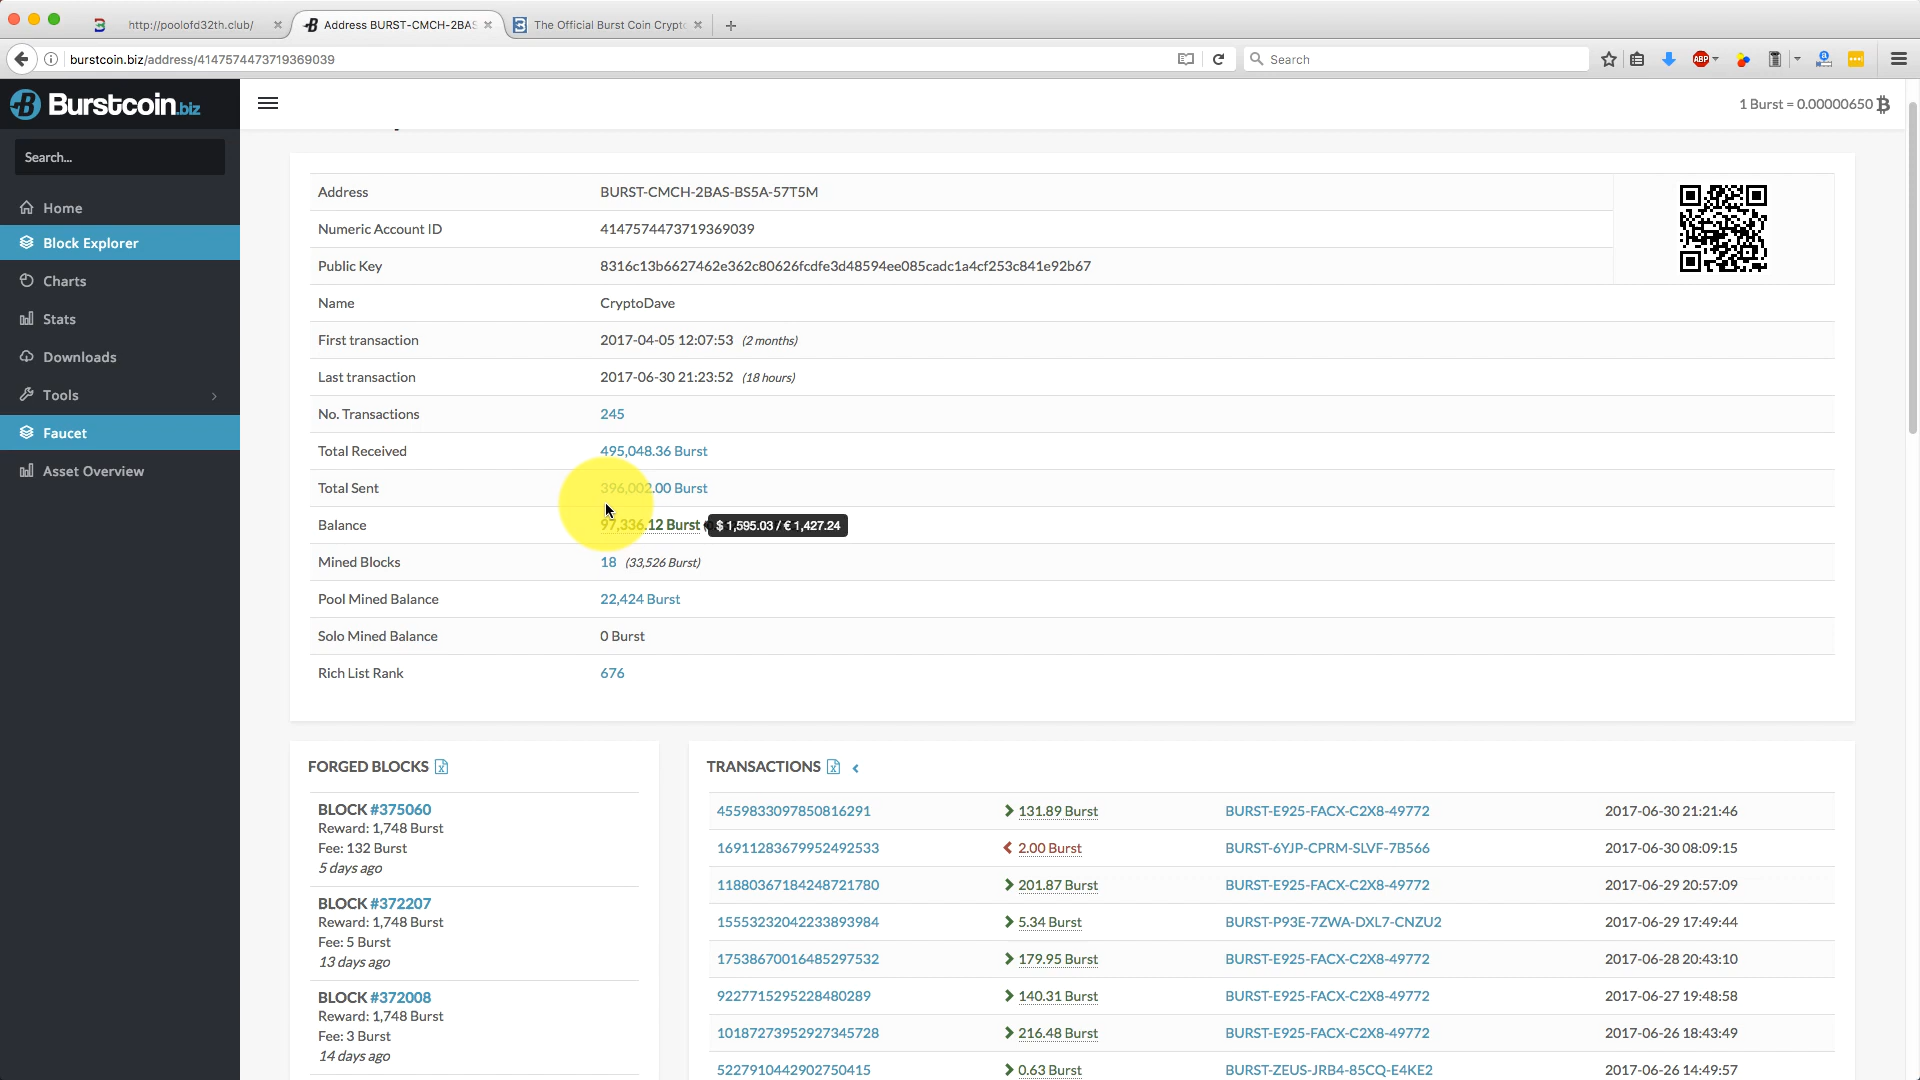 http://poolofd32th.club/
Address BURST-CMCH-2BAS
The Official Burst Coin Crypto
burstcoin.biz/address/4147574473719369039
Search
ABP
Burstcoin.biz
1 Burst = 0.00000650
Search...
Home
Block Explorer
Charts
Stats
Downloads
Tools
Faucet
Asset Overview
Address BURST-CMCH-2BAS-BS5A-57T5M
Numeric Account ID 4147574473719369039
Public Key 8316c13b6627462e362c80626fcdfe3d48594ee085cadc1a4cf253c841e92b67
Name CryptoDave
First transaction 2017-04-05 12:07:53 (2 months)
Last transaction 2017-06-30 21:23:52 (18 hours)
No. Transactions 245
Total Received 495,048.36 Burst
Total Sent 396,002.00 Burst
Balance 97,336.12 Burst $ 1,595.03 / € 1,427.24
Mined Blocks 18 (33,526 Burst)
Pool Mined Balance 22,424 Burst
Solo Mined Balance 0 Burst
Rich List Rank 676
FORGED BLOCKS
BLOCK #375060
Reward: 1,748 Burst
Fee: 132 Burst
5 days ago
BLOCK #372207
Reward: 1,748 Burst
Fee: 5 Burst
13 days ago
BLOCK #372008
Reward: 1,748 Burst
Fee: 3 Burst
14 days ago
TRANSACTIONS
4559833097850816291 131.89 Burst BURST-E925-FACX-C2X8-49772 2017-06-30 21:21:46
16911283679952492533 2.00 Burst BURST-6YJP-CPRM-SLVF-7B566 2017-06-30 08:09:15
11880367184248721780 201.87 Burst BURST-E925-FACX-C2X8-49772 2017-06-29 20:57:09
15553232042233893984 5.34 Burst BURST-P93E-7ZWA-DXL7-CNZU2 2017-06-29 17:49:44
17538670016485297532 179.95 Burst BURST-E925-FACX-C2X8-49772 2017-06-28 20:43:10
9227715295228480289 140.31 Burst BURST-E925-FACX-C2X8-49772 2017-06-27 19:48:58
10187273952927345728 216.48 Burst BURST-E925-FACX-C2X8-49772 2017-06-26 18:43:49
5227910442902750415 0.63 Burst BURST-ZEUS-JRB4-85CQ-E4KE2 2017-06-26 14:49:57